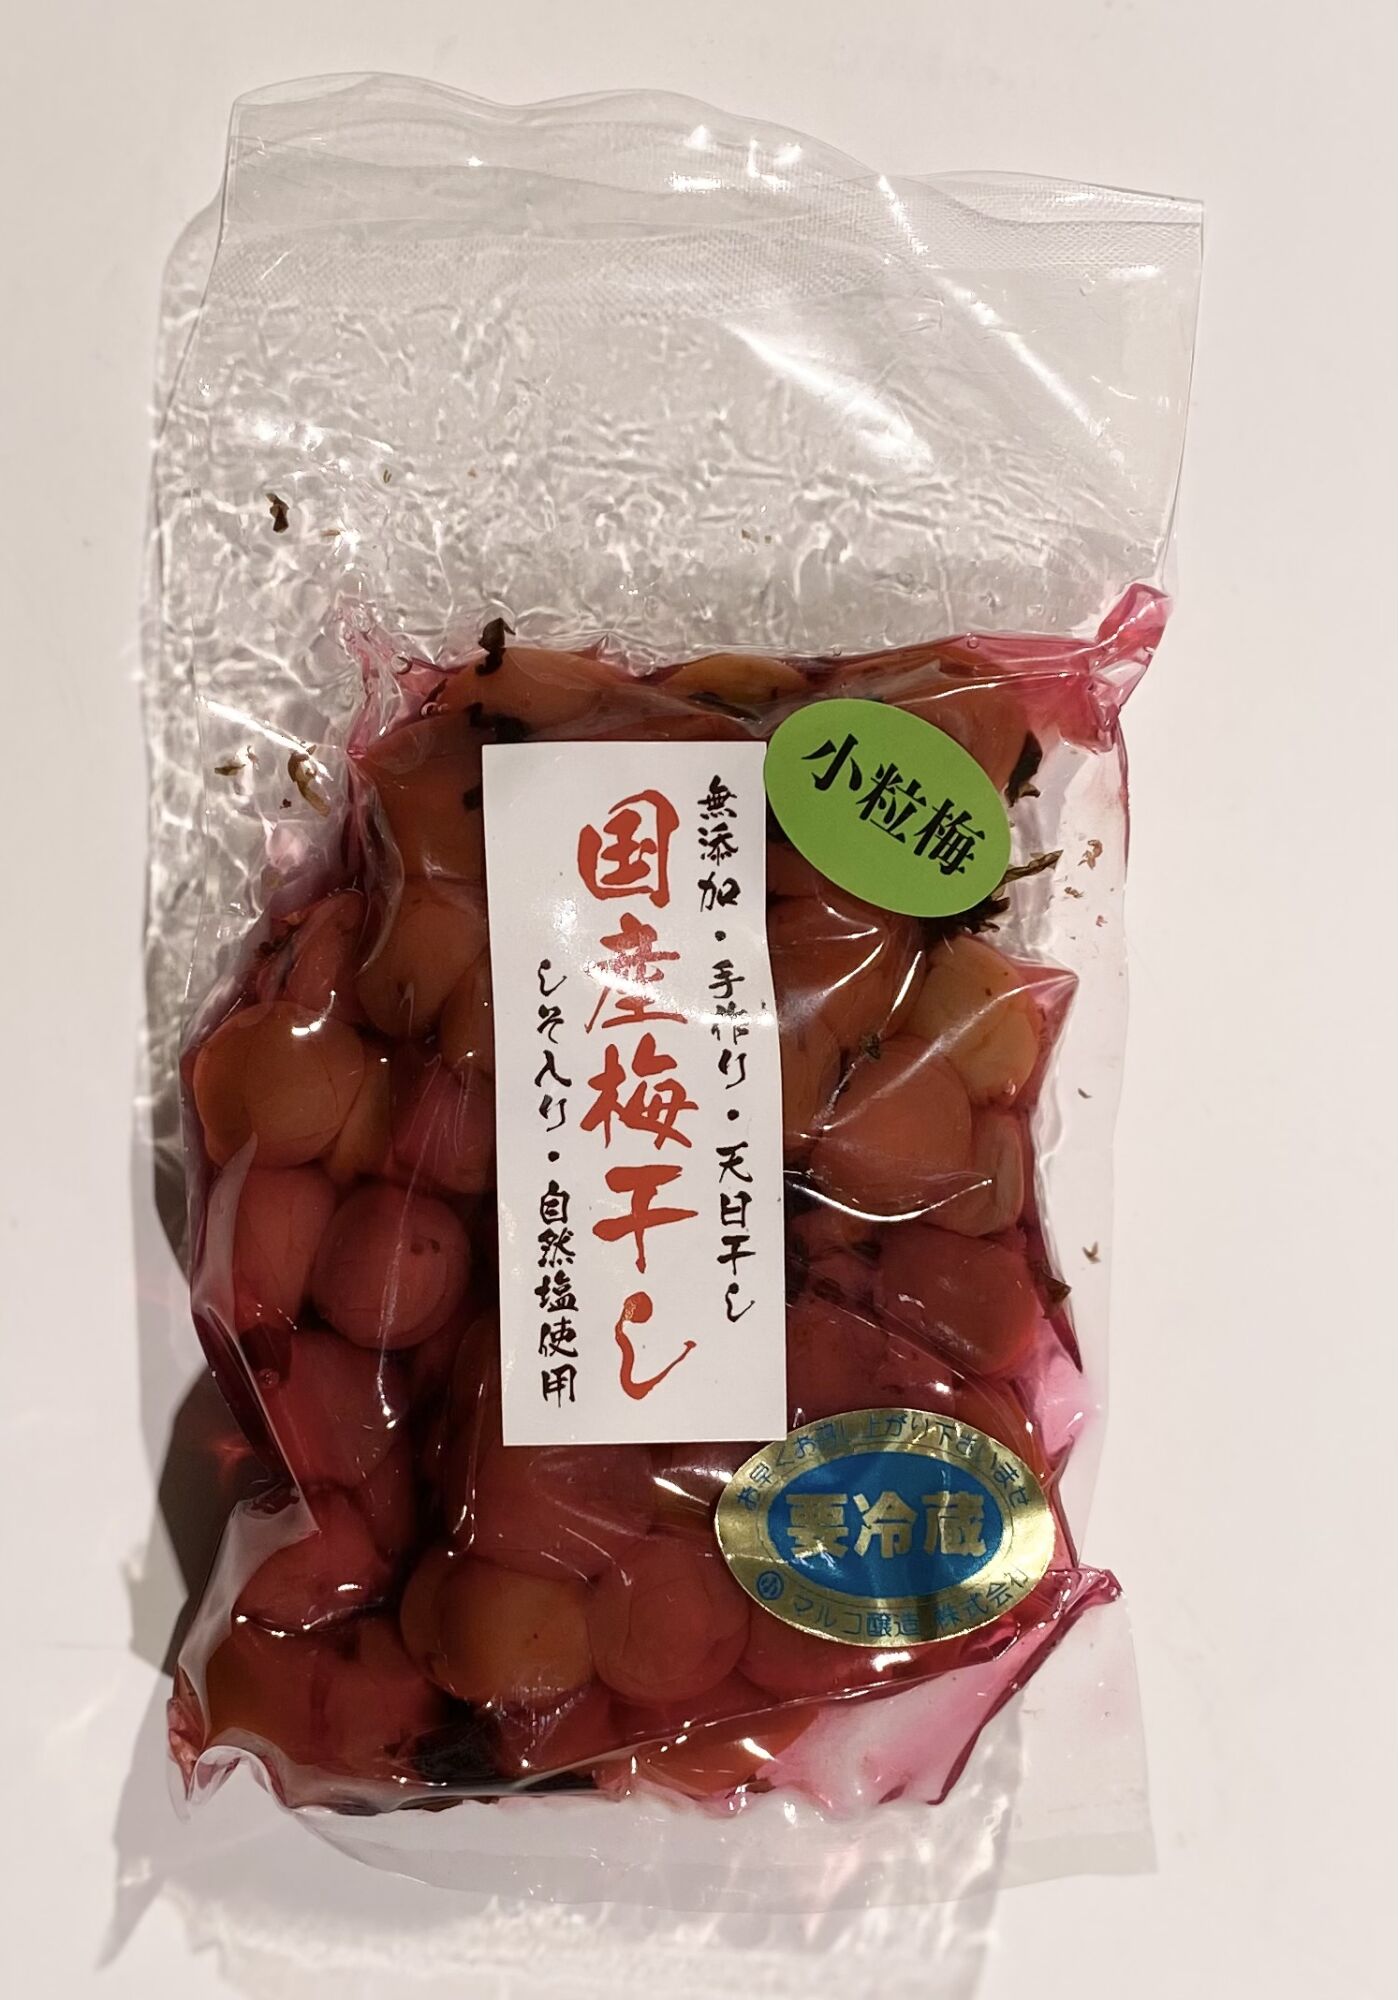 小粒梅
無添加・手作り・天日干し
国産梅干し
しそ入り・自然塩使用
お早くお召し上がり下さいませ
要冷蔵
マルコ醸造 株式会社